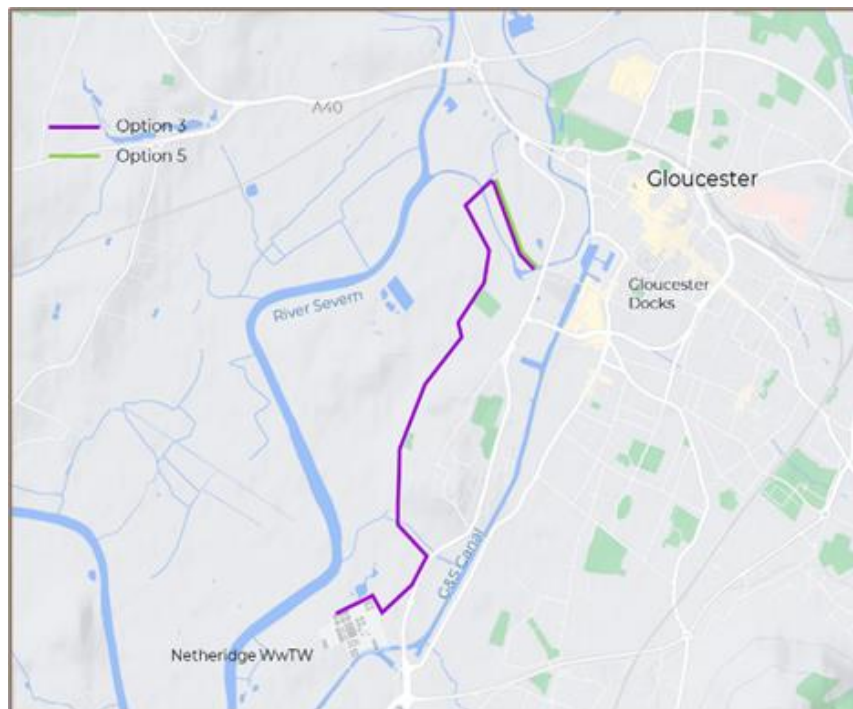 A40
Option 3
Option 5
Gloucester
Gloucester
Docks
River Severn
C&S Canal
Netheridge WwTW